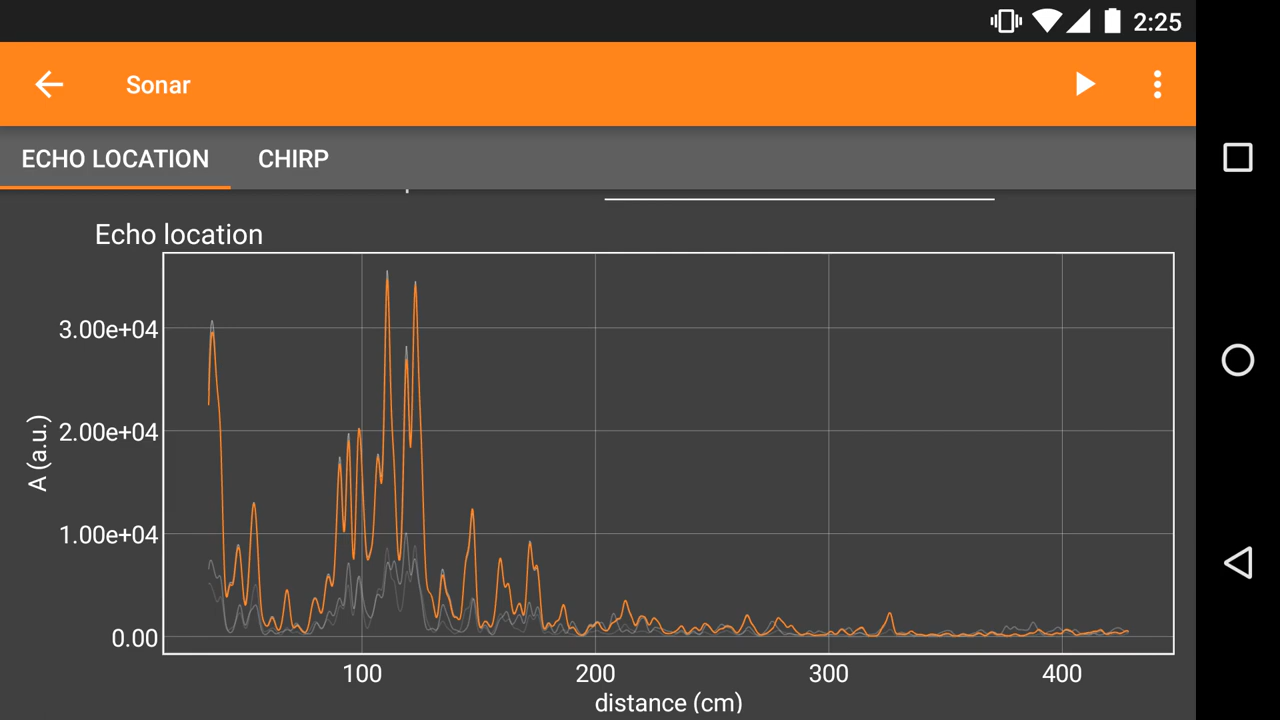 2:25
Sonar
ECHO LOCATION CHIRP
Echo location
3.00e+04
2.00e+04
1.00e+04
0.00
A (a.u.)
100 200 300 400
distance (cm)